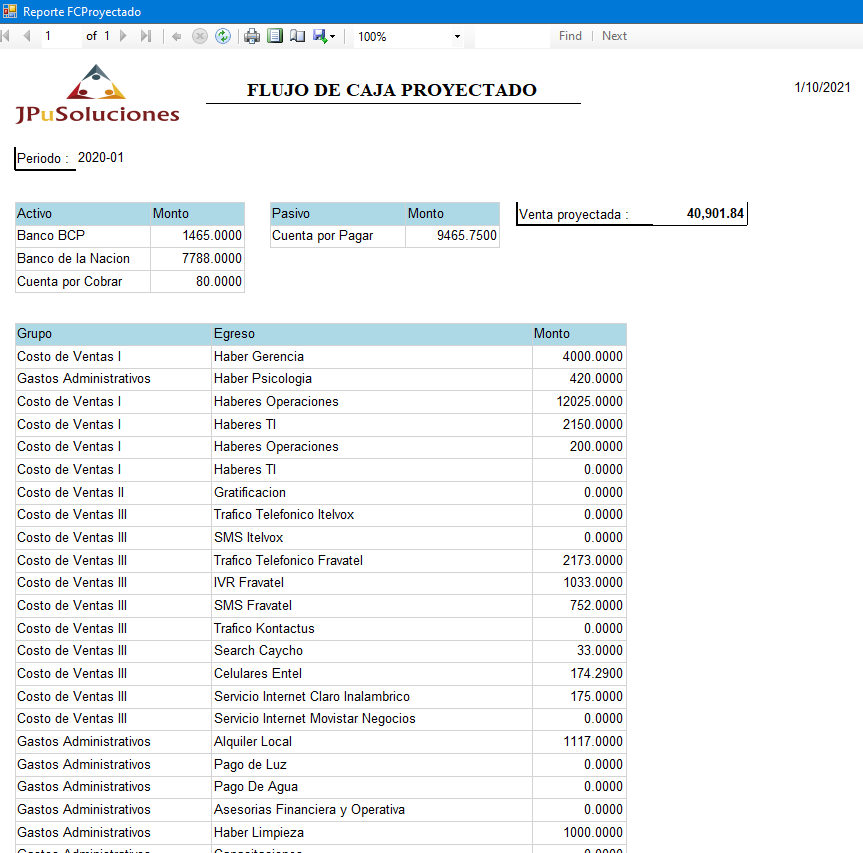 Reporte FCProyectado
1 of 1 100% Find Next
JPuSoluciones
FLUJO DE CAJA PROYECTADO
1/10/2021
Periodo : 2020-01
Activo Monto
Banco BCP 1465.0000
Banco de la Nacion 7788.0000
Cuenta por Cobrar 80.0000
Pasivo Monto
Cuenta por Pagar 9465.7500
Venta proyectada : 40,901.84
Grupo Egreso Monto
Costo de Ventas I Haber Gerencia 4000.0000
Gastos Administrativos Haber Psicologia 420.0000
Costo de Ventas I Haberes Operaciones 12025.0000
Costo de Ventas I Haberes TI 2150.0000
Costo de Ventas I Haberes Operaciones 200.0000
Costo de Ventas I Haberes TI 0.0000
Costo de Ventas II Gratificacion 0.0000
Costo de Ventas III Trafico Telefonico Itelvox 0.0000
Costo de Ventas III SMS Itelvox 0.0000
Costo de Ventas III Trafico Telefonico Fravatel 2173.0000
Costo de Ventas III IVR Fravatel 1033.0000
Costo de Ventas III SMS Fravatel 752.0000
Costo de Ventas III Trafico Kontactus 0.0000
Costo de Ventas III Search Caycho 33.0000
Costo de Ventas III Celulares Entel 174.2900
Costo de Ventas III Servicio Internet Claro Inalambrico 175.0000
Costo de Ventas III Servicio Internet Movistar Negocios 0.0000
Gastos Administrativos Alquiler Local 1117.0000
Gastos Administrativos Pago de Luz 0.0000
Gastos Administrativos Pago De Agua 0.0000
Gastos Administrativos Asesorias Financiera y Operativa 0.0000
Gastos Administrativos Haber Limpieza 1000.0000
Gastos Administrativos Capacitaciones 0.0000